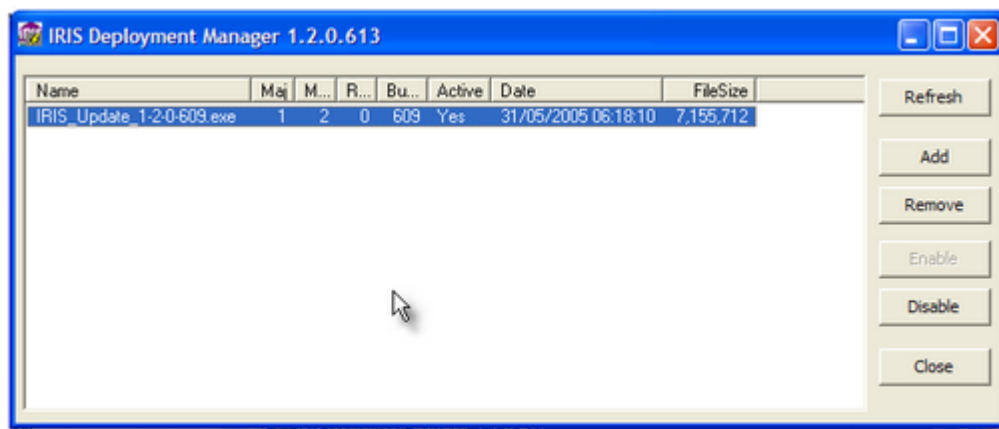 IRIS Deployment Manager 1.2.0.613
Name Maj M... R... Bu... Active Date FileSize
IRIS_Update_1-2-0-609.exe 1 2 0 609 Yes 31/05/2005 06:18:10 7,155,712
Refresh
Add
Remove
Enable
Disable
Close